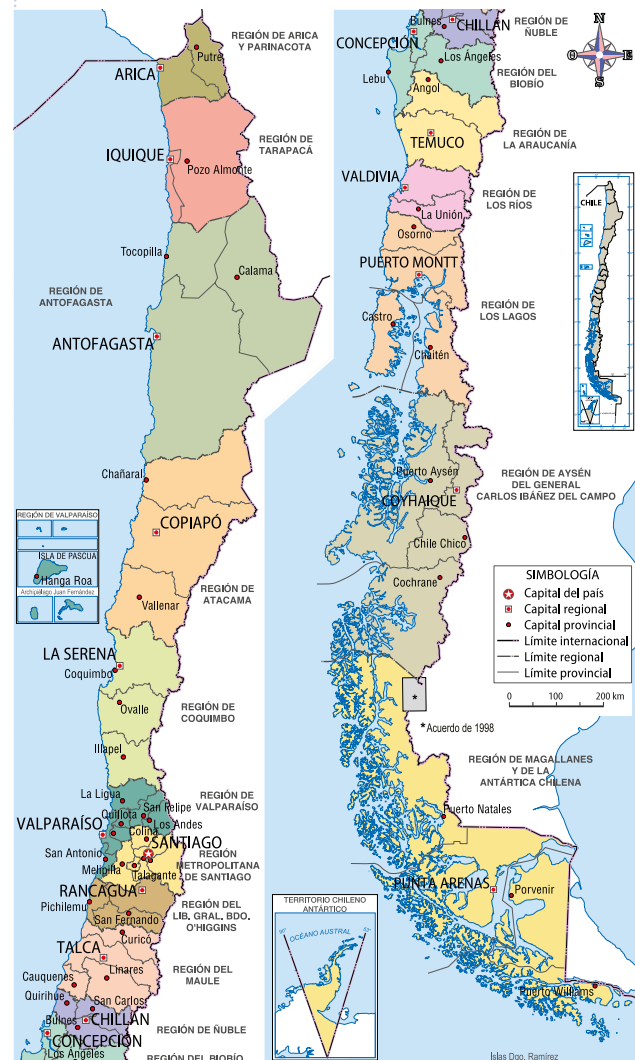 REGIÓN DE ARICA
Y PARINACOTA
Putre
ARICA
REGIÓN DE
TARAPACÁ
IQUIQUE
Pozo Almonte
Tocopilla
Calama
REGIÓN DE
ANTOFAGASTA
ANTOFAGASTA
Chañaral
COPIAPÓ
REGIÓN DE VALPARAÍSO
ISLA DE PASCUA
Hanga Roa
Archipiélago Juan Fernández
Vallenar
REGIÓN DE
ATACAMA
LA SERENA
Coquimbo
Ovalle
REGIÓN DE
COQUIMBO
Illapel
La Ligua
REGIÓN DE
VALPARAÍSO
San Felipe
Quillota
Los Andes
VALPARAÍSO
Colina
SANTIAGO
San Antonio
Melipilla
Talagante
REGIÓN
METROPOLITANA
DE SANTIAGO
RANCAGUA
Pichilemu
San Fernando
REGIÓN DEL
LIB. GRAL. BDO.
O'HIGGINS
Curicó
TALCA
Linares
REGIÓN DEL
MAULE
Cauquenes
Quirihue
San Carlos
Bulnes
CHILLÁN
REGIÓN DE ÑUBLE
CONCEPCIÓN
Los Angeles
REGIÓN DEL BIOBÍO
Bulnes
CHILLÁN
REGIÓN DE
ÑUBLE
CONCEPCIÓN
Los Angeles
Lebu
REGIÓN DEL
BIOBÍO
Angol
TEMUCO
REGIÓN DE
LA ARAUCANÍA
VALDIVIA
REGIÓN DE
LOS RÍOS
La Unión
Osorno
PUERTO MONTT
REGIÓN DE
LOS LAGOS
Castro
Chaitén
Puerto Aysén
COYHAIQUE
REGIÓN DE AYSÉN
DEL GENERAL
CARLOS IBÁÑEZ DEL CAMPO
Chile Chico
Cochrane
*
*Acuerdo de 1998
REGIÓN DE MAGALLANES
Y DE LA
ANTÁRTICA CHILENA
Puerto Natales
PUNTA ARENAS
Porvenir
Puerto Williams
Islas Dgo. Ramírez
N
O
E
S
CHILE
SIMBOLOGÍA
Capital del país
Capital regional
Capital provincial
Límite internacional
Límite regional
Límite provincial
0 100 200 km
TERRITORIO CHILENO
ANTÁRTICO
OCÉANO AUSTRAL
90°
53°